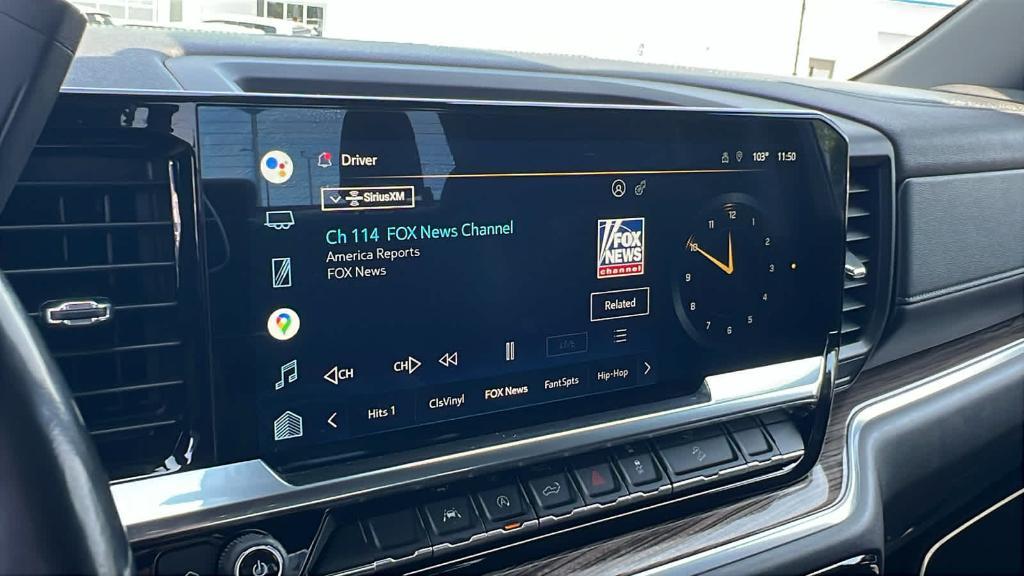 Driver
103° 11:50
SiriusXM
Ch 114 FOX News Channel
America Reports
FOX News
FOX
NEWS
channel
Related
CH CH
Hits 1 ClsVinyl FOX News FantSpts Hip-Hop
12
11 1
10 2
9 3
8 4
7 6 5